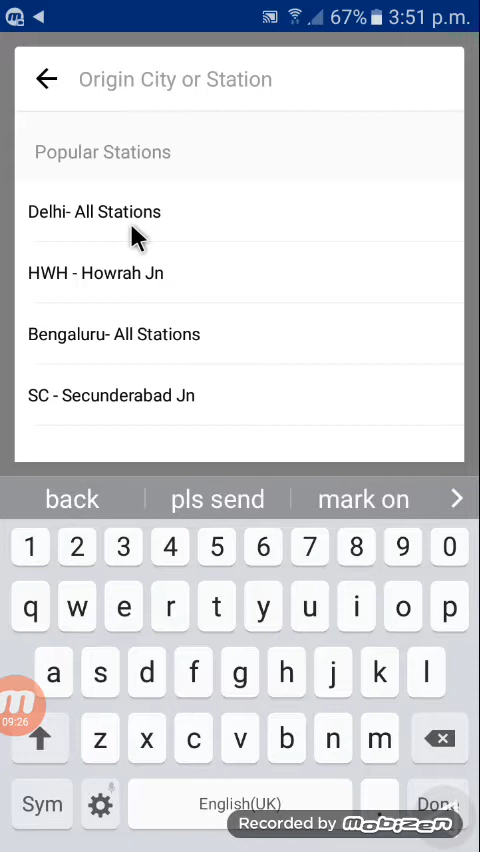 67% 3:51 p.m.
Origin City or Station
Popular Stations
Delhi- All Stations
HWH - Howrah Jn
Bengaluru- All Stations
SC - Secunderabad Jn
back pls send mark on
1 2 3 4 5 6 7 8 9 0
q w e r t y u i o p
a s d f g h j k l
m
09:26
z x c v b n m
Sym English(UK) . Done
Recorded by mobizen